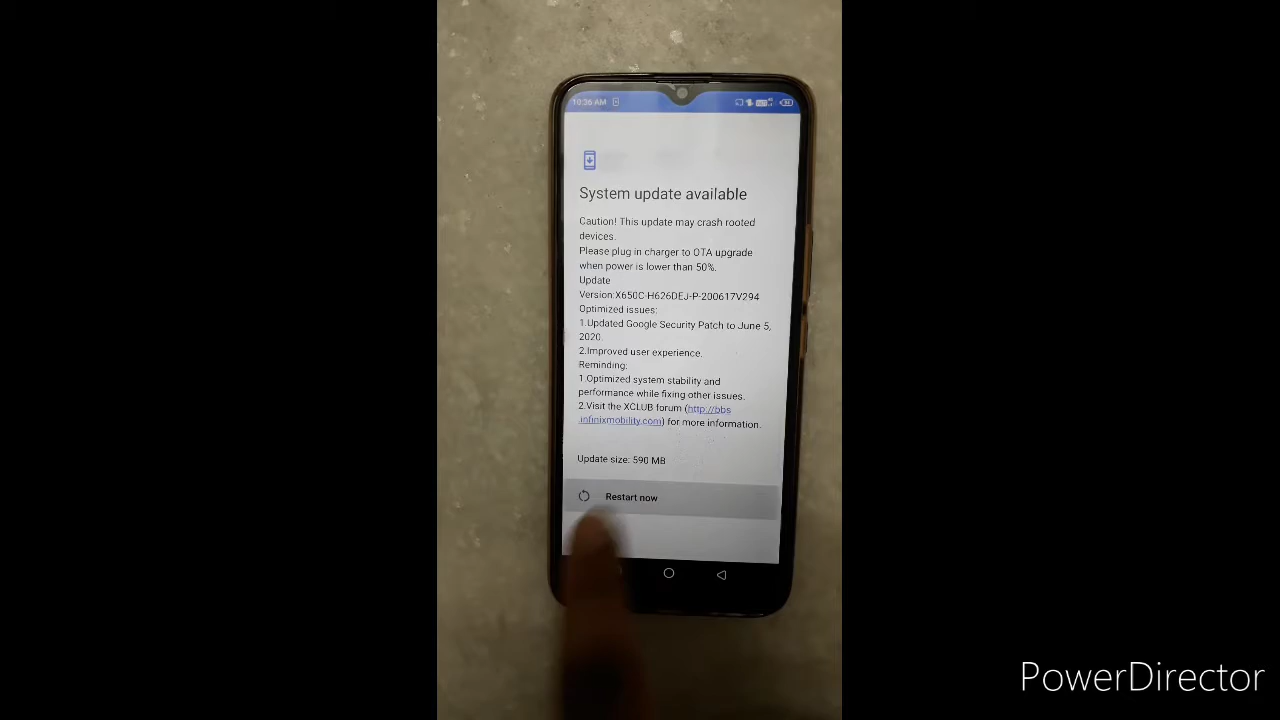 10:36 AM
System update available
Caution! This update may crash rooted
devices.
Please plug in charger to OTA upgrade
when power is lower than 50%.
Update
Version:X650C-H626DEJ-P-200617V294
Optimized issues:
1.Updated Google Security Patch to June 5,
2020.
2.Improved user experience.
Reminding:
1.Optimized system stability and
performance while fixing other issues.
2.Visit the XCLUB forum (http://bbs
.infinixmobility.com) for more information.
Update size: 590 MB
Restart now
PowerDirector